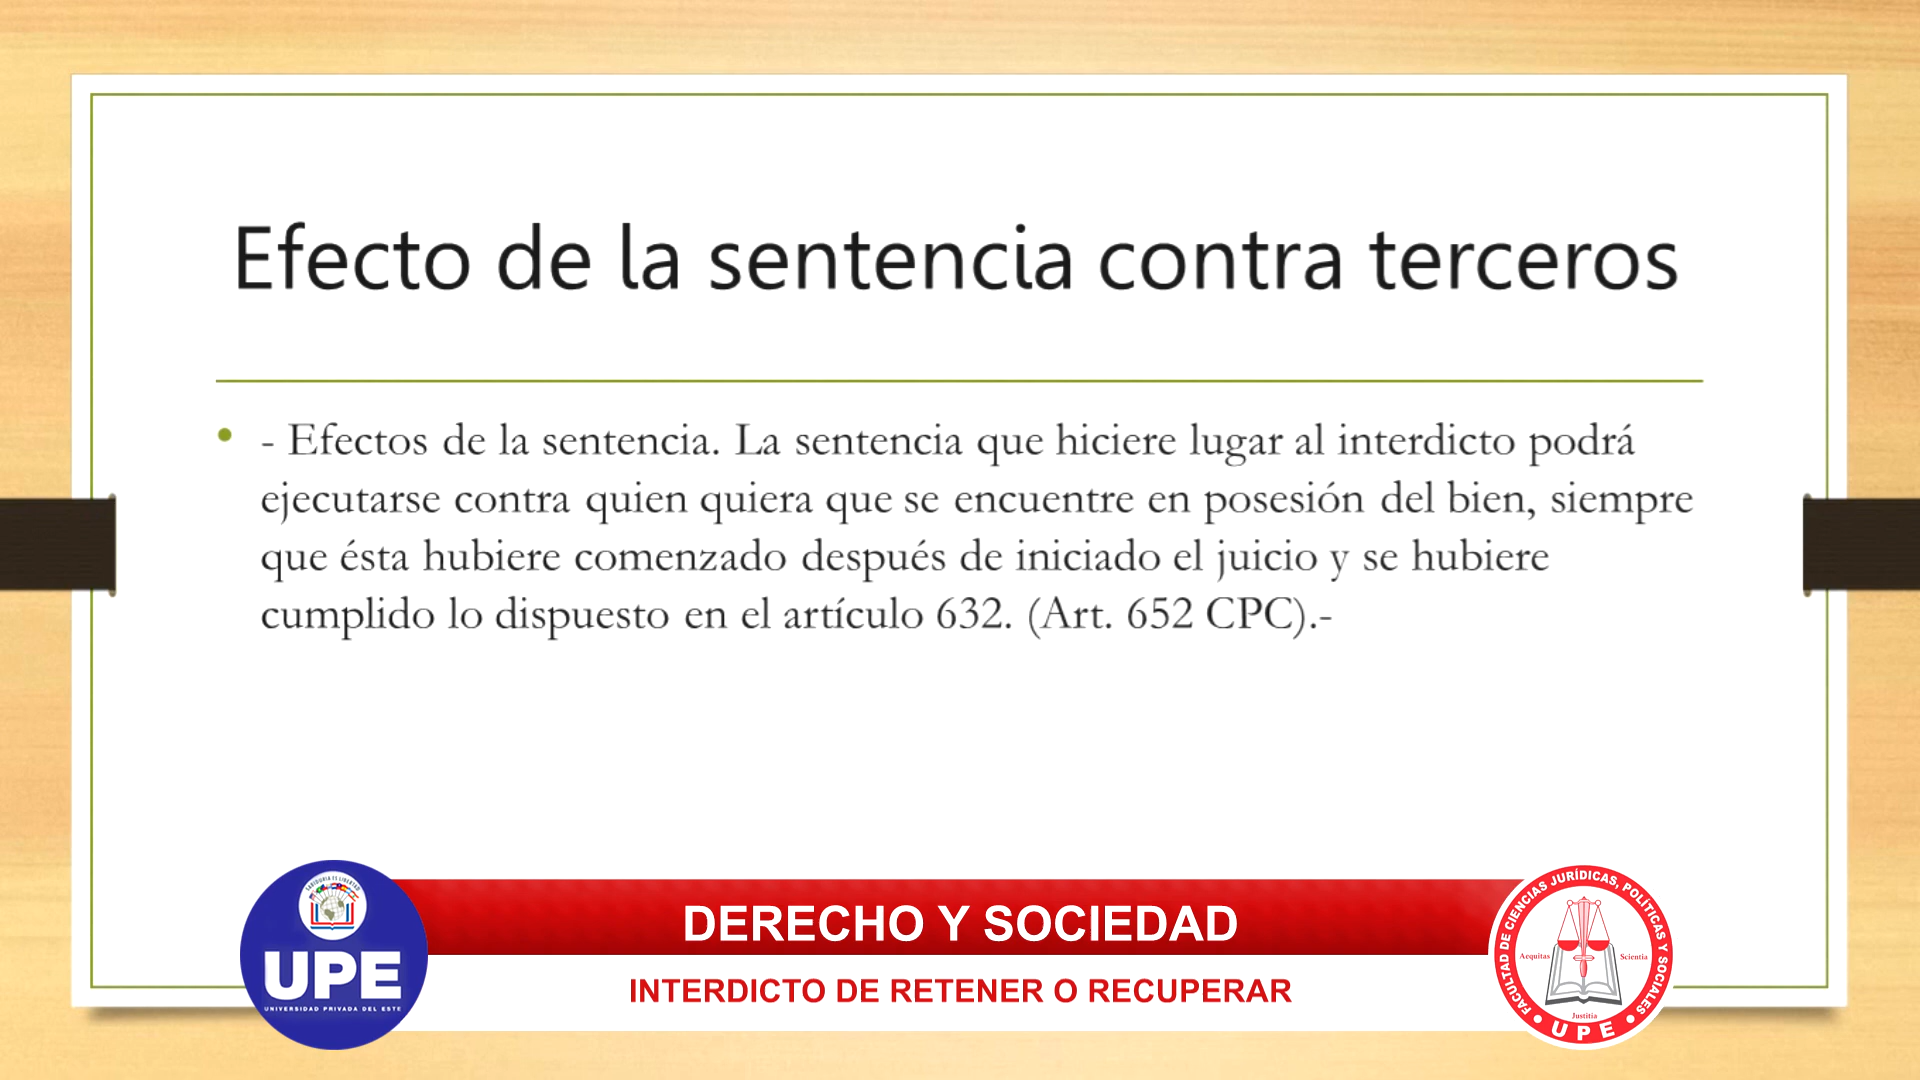 Efecto de la sentencia contra terceros
• - Efectos de la sentencia. La sentencia que hiciere lugar al interdicto podrá
ejecutarse contra quien quiera que se encuentre en posesión del bien, siempre
que ésta hubiere comenzado después de iniciado el juicio y se hubiere
cumplido lo dispuesto en el artículo 632. (Art. 652 CPC).-
SABIDURIA ES LIBERTAD
UPE
UNIVERSIDAD PRIVADA DEL ESTE
DERECHO Y SOCIEDAD
INTERDICTO DE RETENER O RECUPERAR
FACULTAD DE CIENCIAS JURÍDICAS, POLÍTICAS Y SOCIALES
Aequitas
Scientia
Justitia
• U P E •